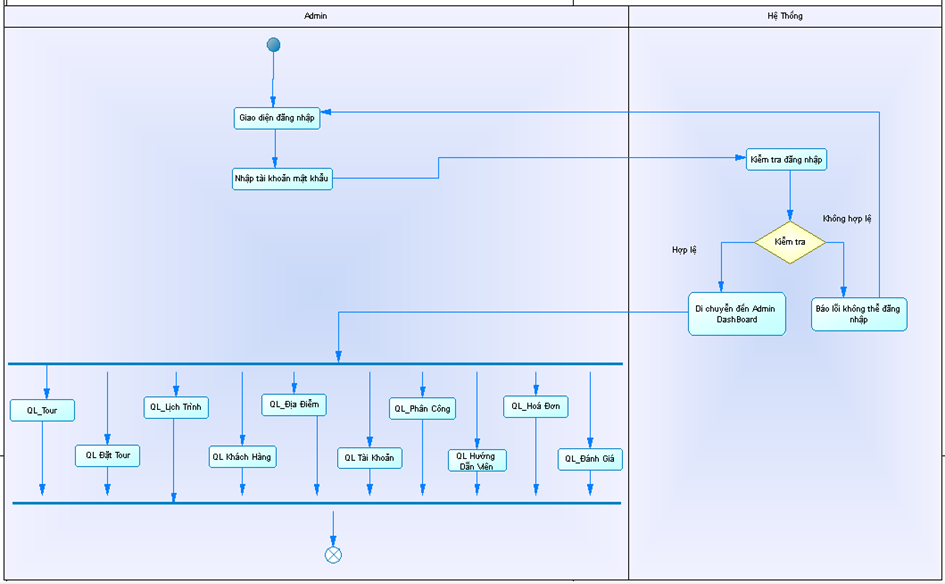 Admin
Hệ Thống
Giao diện đăng nhập
Nhập tài khoản mật khẩu
Kiểm tra đăng nhập
Không hợp lệ
Kiểm tra
Hợp lệ
Di chuyển đến Admin
DashBoard
Báo lỗi không thể đăng
nhập
QL_Tour
QL_Lịch Trình
QL_Địa Điểm
QL_Phân Công
QL_Hoá Đơn
QL Đặt Tour
QL Khách Hàng
QL Tài Khoản
QL Hướng
Dẫn Viên
QL_Đánh Giá